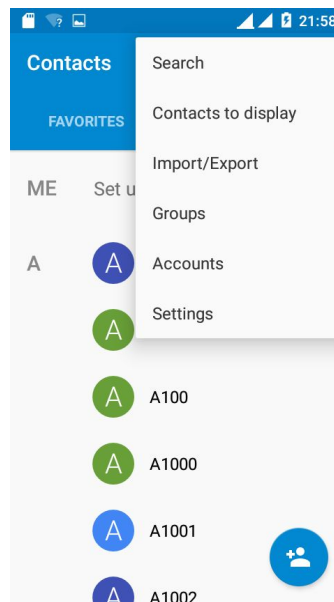 21:58
Contacts
Search
FAVORITES
Contacts to display
Import/Export
ME
Set u
Groups
A
A
Accounts
Settings
A
A
A100
A
A1000
A
A1001
A
A1002